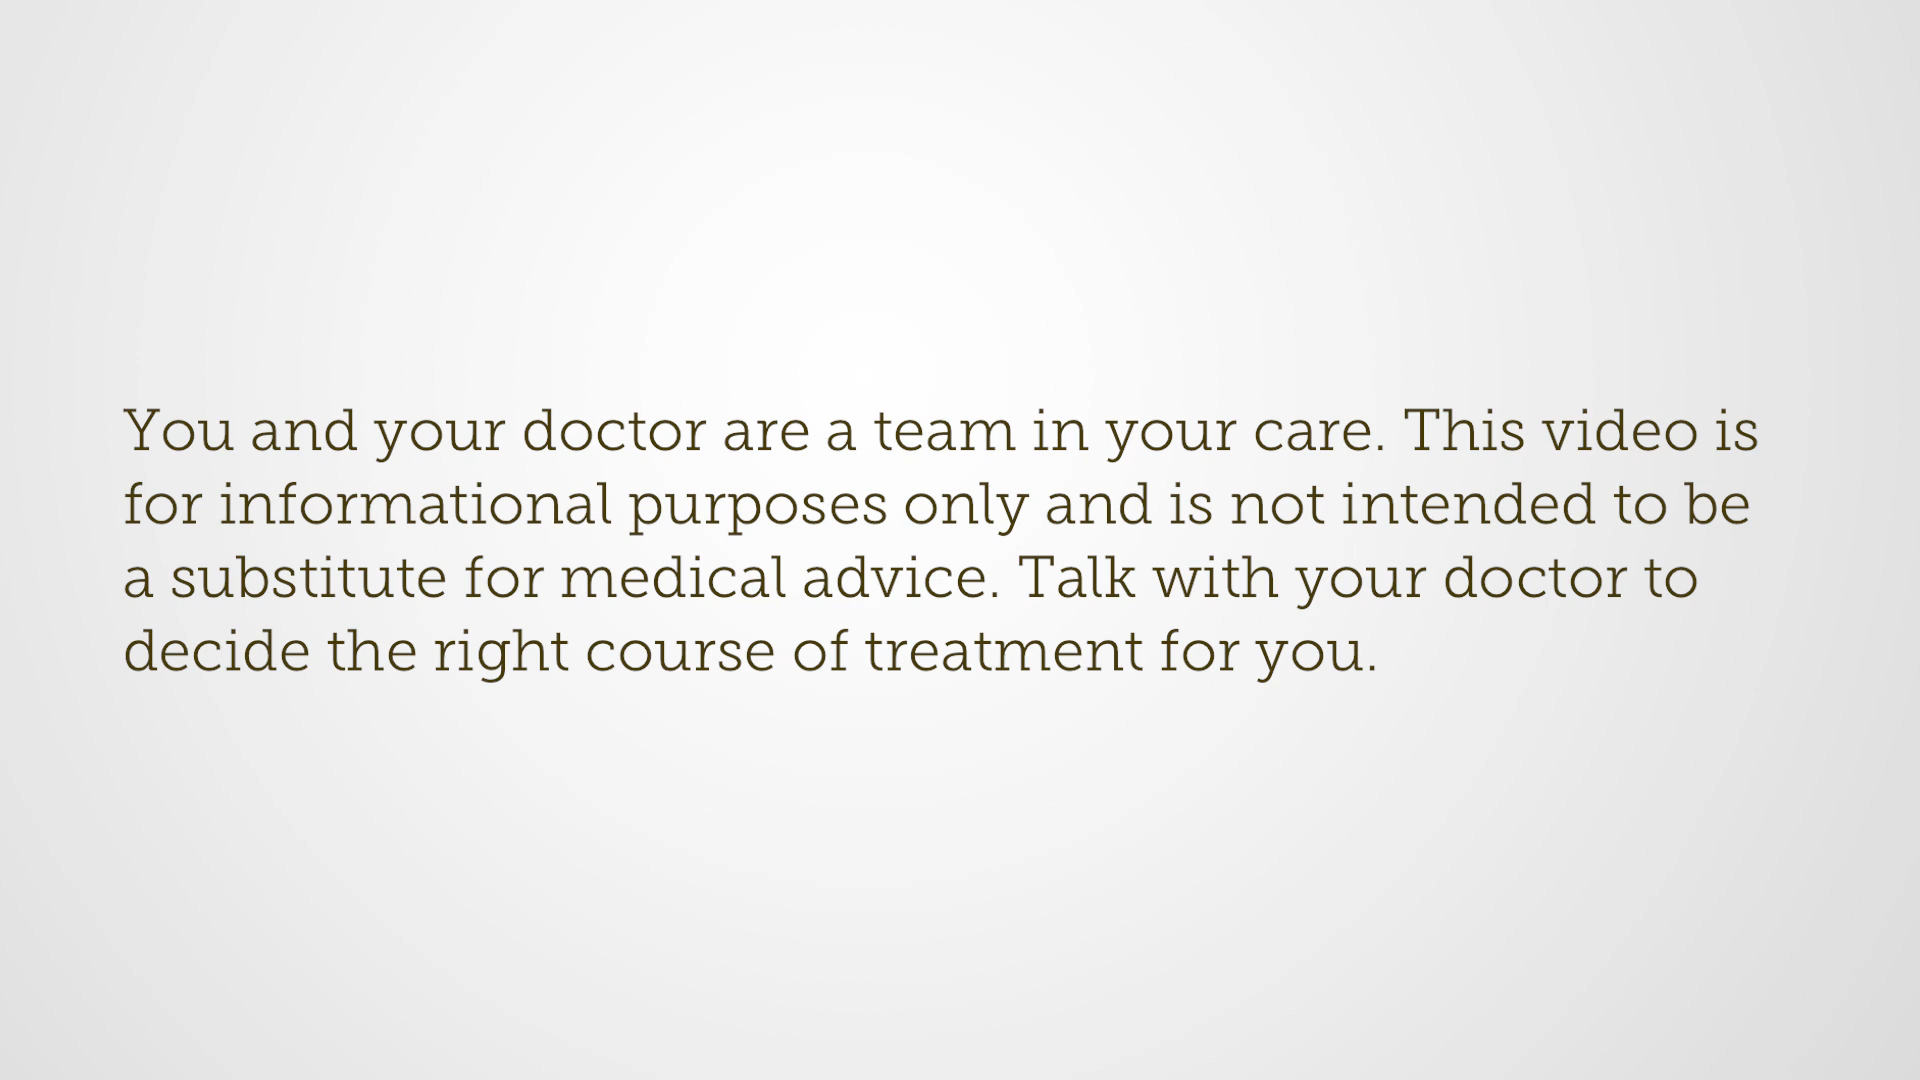 You and your doctor are a team in your care. This video is
for informational purposes only and is not intended to be
a substitute for medical advice. Talk with your doctor to
decide the right course of treatment for you.